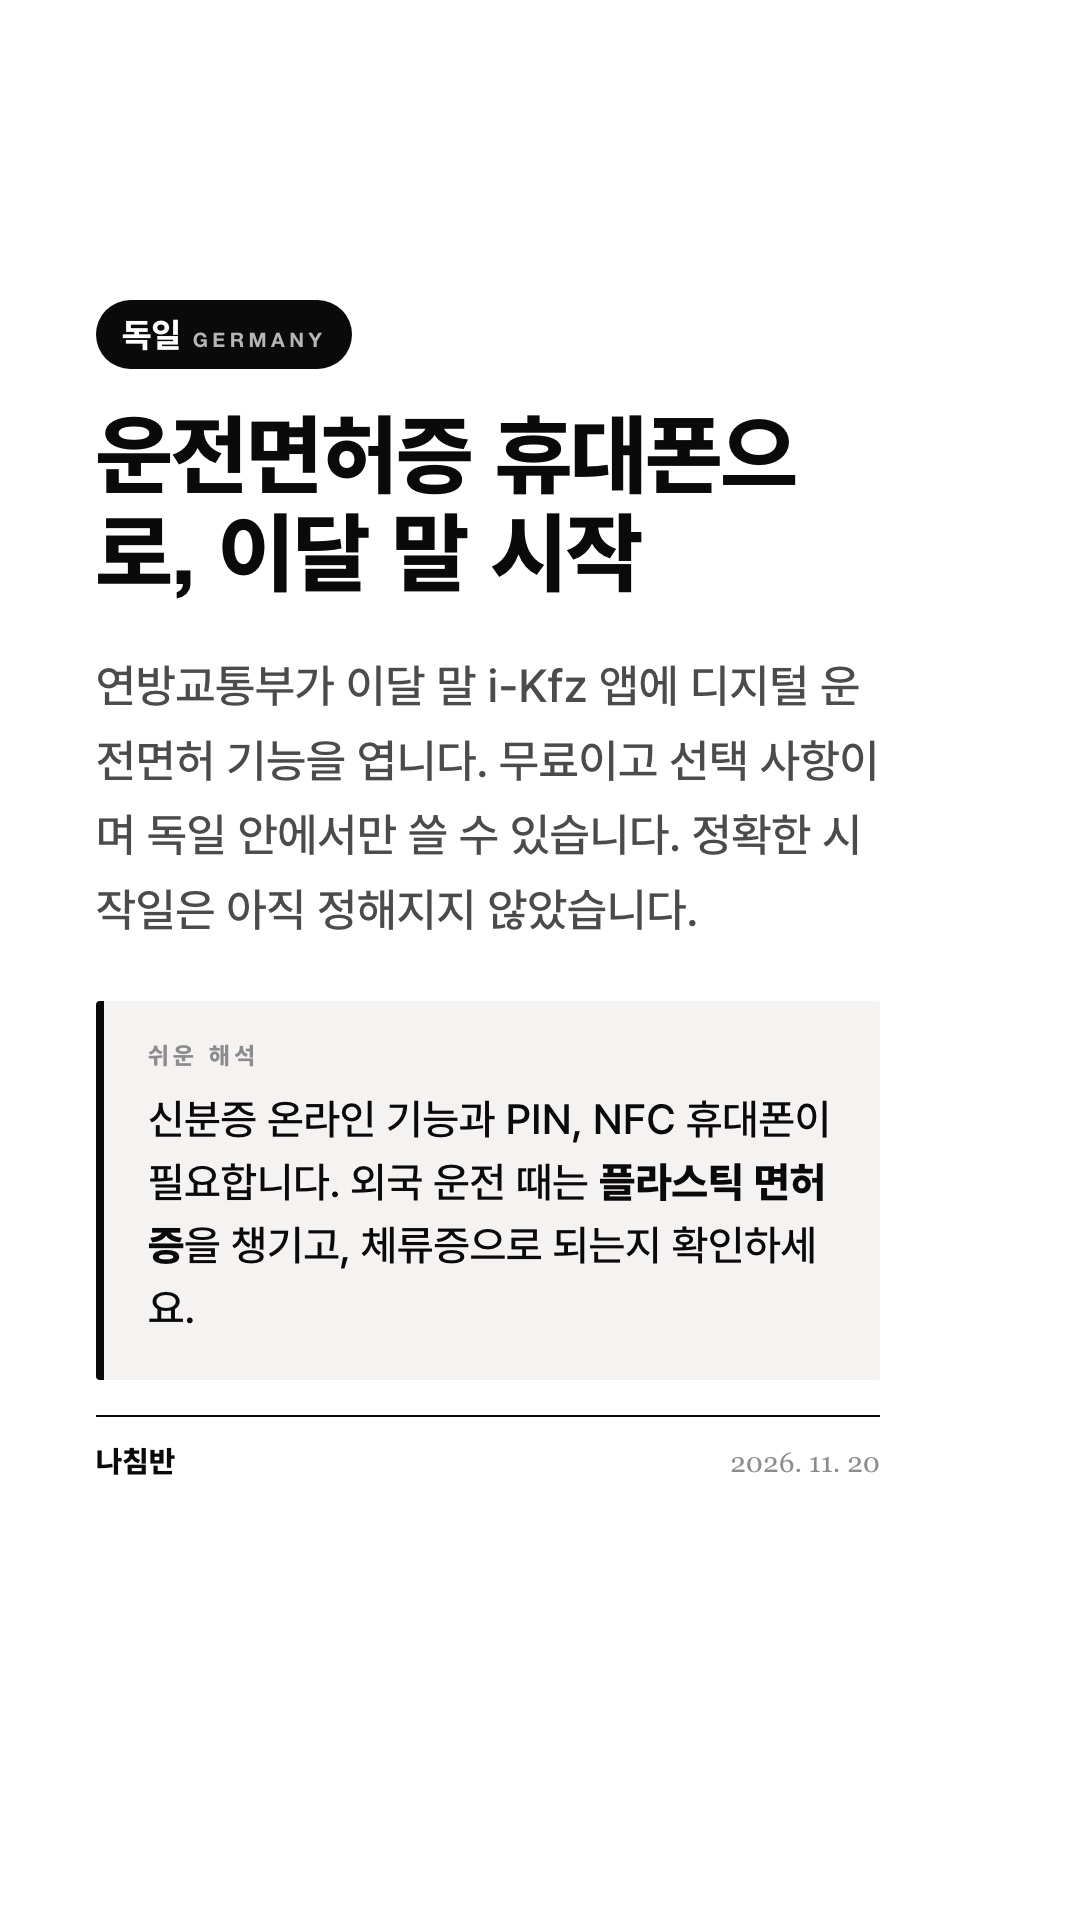 독일 GERMANY
운전면허증 휴대폰으
로, 이달 말 시작
연방교통부가 이달 말 i-Kfz 앱에 디지털 운
전면허 기능을 엽니다. 무료이고 선택 사항이
며 독일 안에서만 쓸 수 있습니다. 정확한 시
작일은 아직 정해지지 않았습니다.
쉬운 해석
신분증 온라인 기능과 PIN, NFC 휴대폰이
필요합니다. 외국 운전 때는 플라스틱 면허
증을 챙기고, 체류증으로 되는지 확인하세
요.
나침반
2026. 11. 20